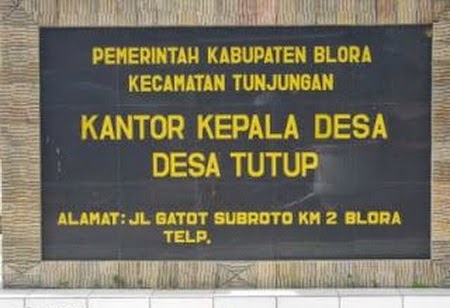 PEMERINTAH KABUPATEN BLORA
KECAMATAN TUNJUNGAN
KANTOR KEPALA DESA
DESA TUTUP
ALAMAT: JL GATOT SUBROTO KM 2 BLORA
TELP.